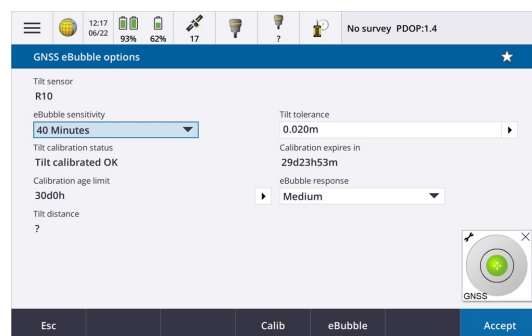 12:17
06/22
93%
62%
17
?
No survey PDOP:1.4
GNSS eBubble options
Tilt sensor
R10
eBubble sensitivity
40 Minutes
Tilt tolerance
0.020m
Tilt calibration status
Tilt calibrated OK
Calibration expires in
29d23h53m
Calibration age limit
30d0h
eBubble response
Medium
Tilt distance
?
GNSS
Esc
Calib
eBubble
Accept